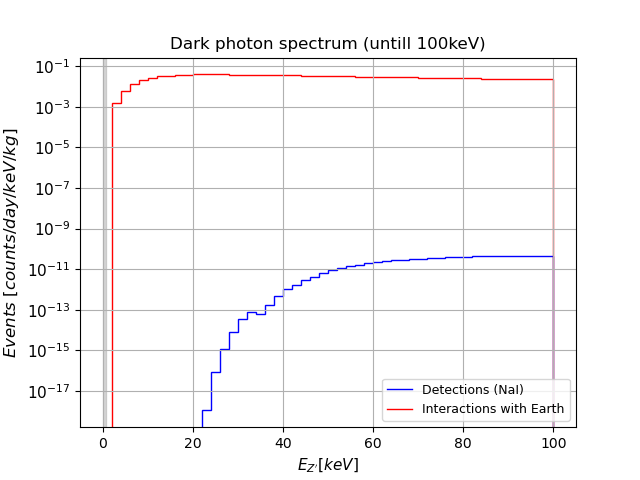 Dark photon spectrum (untill 100keV)
Events [counts/day/keV/kg]
10⁻¹
10⁻³
10⁻⁵
10⁻⁷
10⁻⁹
10⁻¹¹
10⁻¹³
10⁻¹⁵
10⁻¹⁷
Detections (NaI)
Interactions with Earth
0 20 40 60 80 100
E_{Z'}[keV]